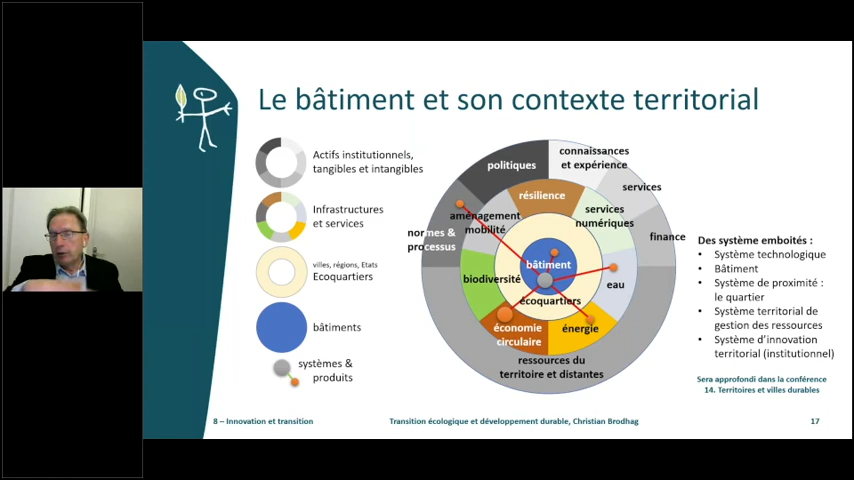 Le bâtiment et son contexte territorial
Actifs institutionnels,
tangibles et intangibles
Infrastructures
et services
villes, régions, Etats
Ecoquartiers
bâtiments
systèmes &
produits
politiques
connaissances
et expérience
services
finance
normes &
processus
ressources du
territoire et distantes
résilience
aménagement
mobilité
services
numériques
biodiversité
eau
économie
circulaire
énergie
bâtiment
écoquartiers
Des système emboités :
• Système technologique
• Bâtiment
• Système de proximité :
le quartier
• Système territorial de
gestion des ressources
• Système d’innovation
territorial (institutionnel)
Sera approfondi dans la conférence
14. Territoires et villes durables
8 – Innovation et transition
Transition écologique et développement durable, Christian Brodhag
17